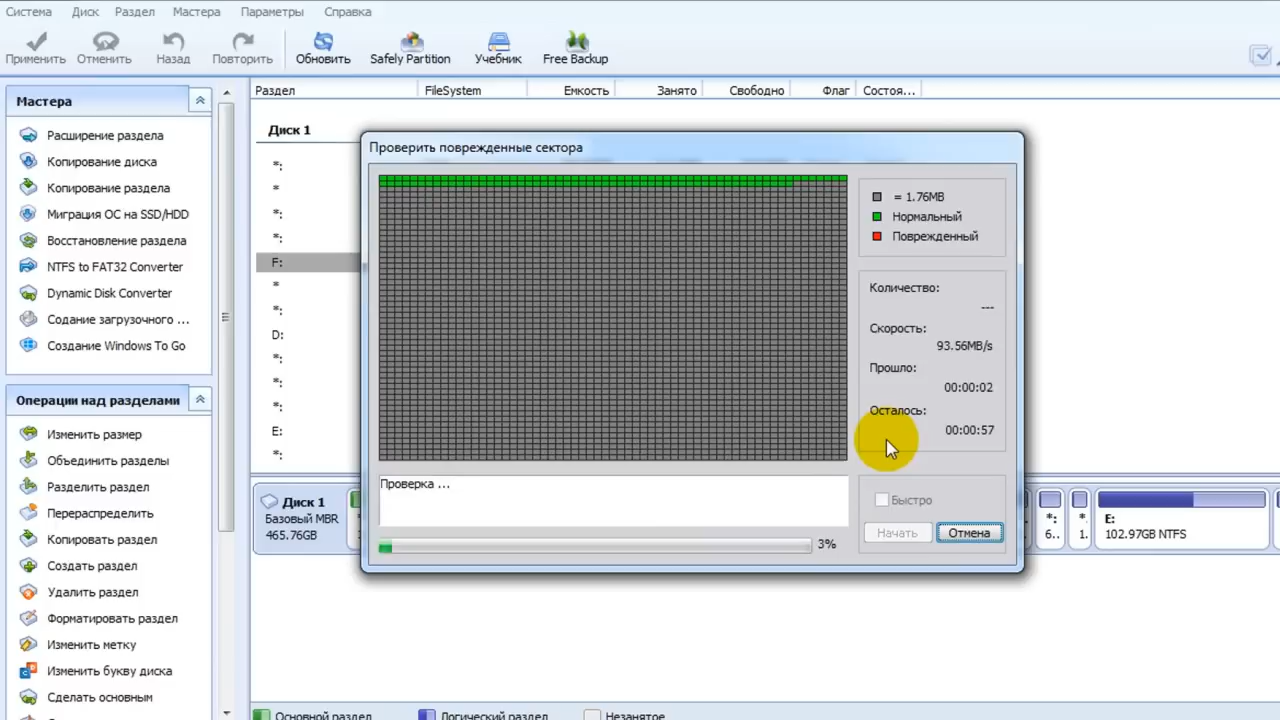 Система Диск Раздел Мастера Параметры Справка
Применить Отменить Назад Повторить Обновить Safely Partition Учебник Free Backup
Мастера
Расширение раздела
Копирование диска
Копирование раздела
Миграция ОС на SSD/HDD
Восстановление раздела
NTFS to FAT32 Converter
Dynamic Disk Converter
Содание загрузочного ...
Создание Windows To Go
Операции над разделами
Изменить размер
Объединить разделы
Разделить раздел
Перераспределить
Копировать раздел
Создать раздел
Удалить раздел
Форматировать раздел
Изменить метку
Изменить букву диска
Сделать основным
Раздел FileSystem Емкость Занято Свободно Флаг Состоя...
Диск 1
*:
*
*:
*:
F:
*
*:
D:
*:
*:
*:
E:
*:
Проверить поврежденные сектора
= 1.76MB
Нормальный
Поврежденный
Количество:
---
Скорость:
93.56MB/s
Прошло:
00:00:02
Осталось:
00:00:57
Проверка ...
3%
Быстро
Начать Отмена
Диск 1
Базовый MBR
465.76GB
*:
6..
*.
1.
E:
102.97GB NTFS
Основной раздел Логический раздел Незанятое